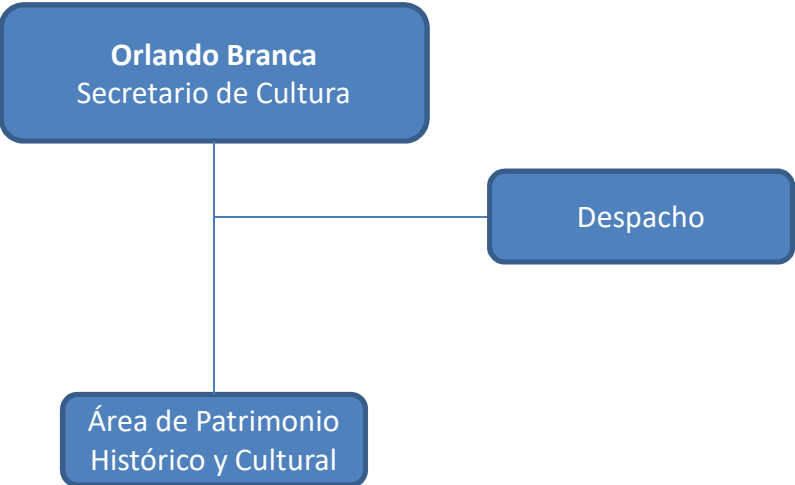 Orlando Branca
Secretario de Cultura
Despacho
Área de Patrimonio
Histórico y Cultural